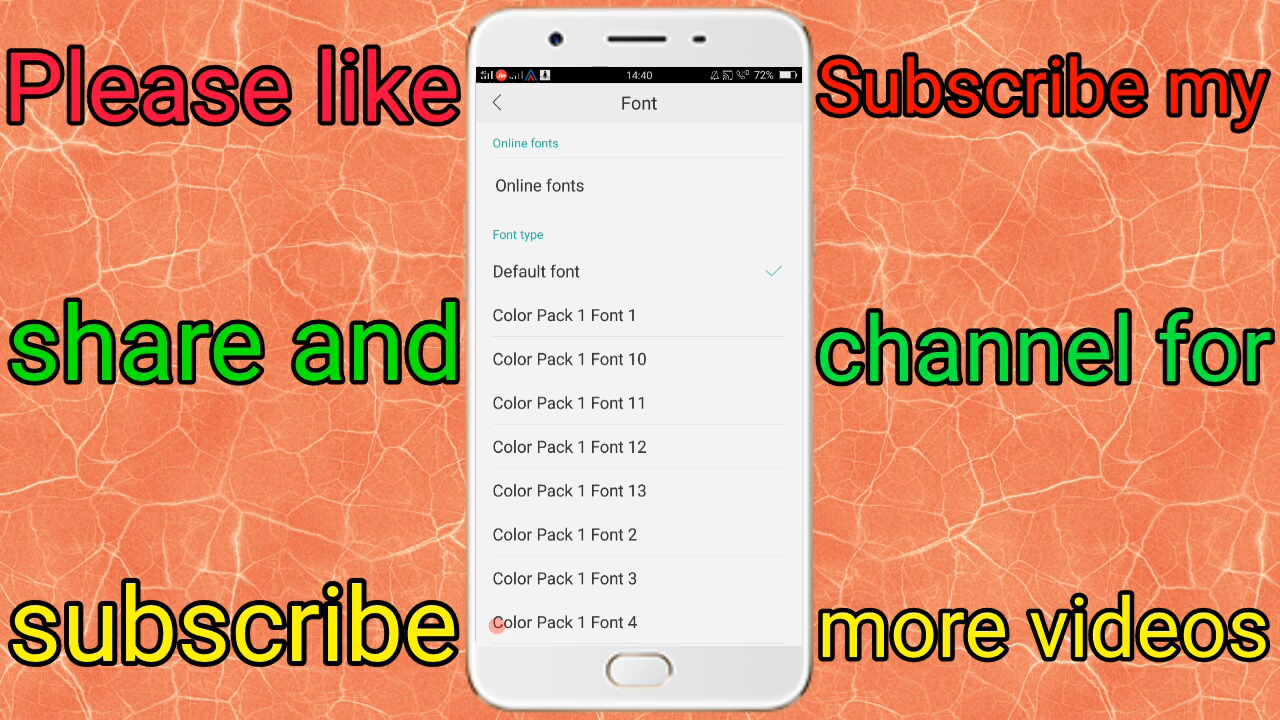 Please like
share and
subscribe
14:40
72%
Font
Online fonts
Online fonts
Font type
Default font
Color Pack 1 Font 1
Color Pack 1 Font 10
Color Pack 1 Font 11
Color Pack 1 Font 12
Color Pack 1 Font 13
Color Pack 1 Font 2
Color Pack 1 Font 3
Color Pack 1 Font 4
Subscribe my
channel for
more videos